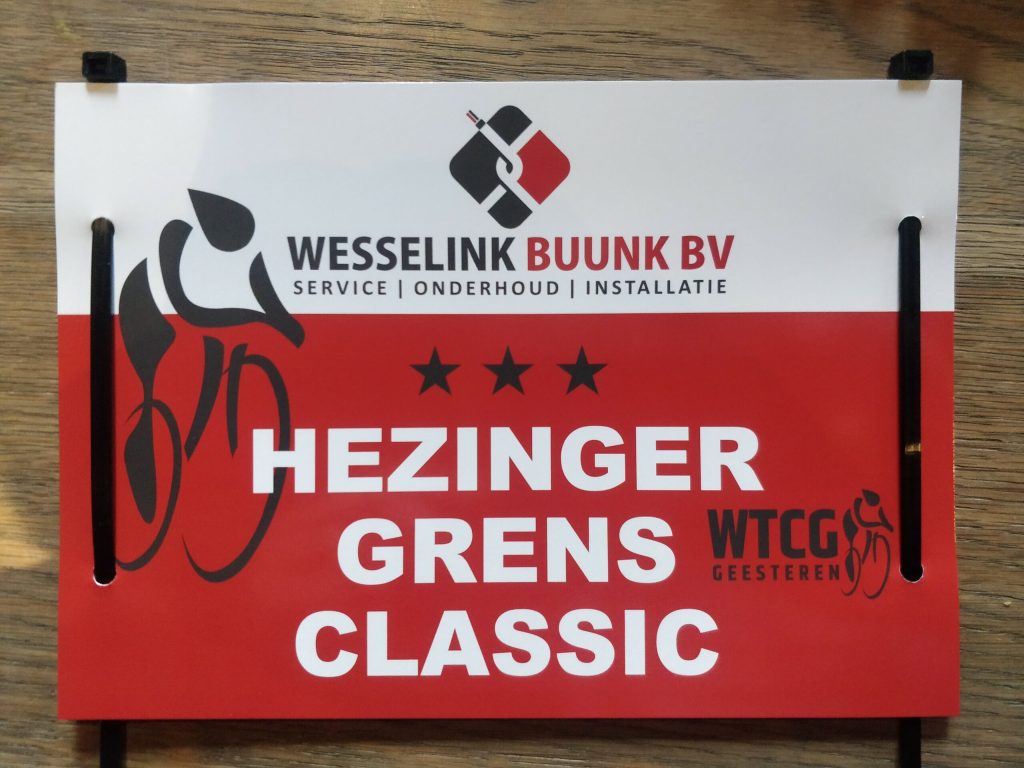 WESSELINK BUUNK BV
SERVICE | ONDERHOUD | INSTALLATIE
HEZINGER
GRENS
CLASSIC
WTCG
GEESTEREN